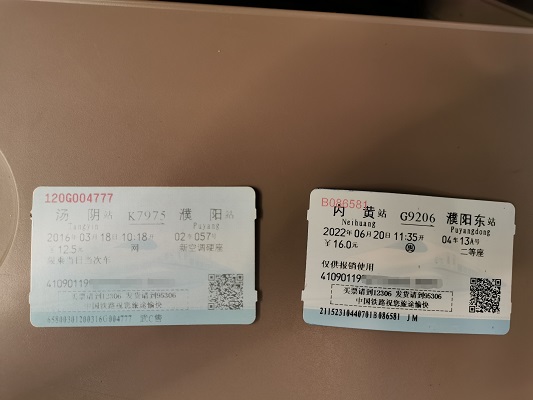 120G004777
汤阴站 K7975 濮阳
Tangyin Puyang
2016年03月18日10:18开 02车057号
￥12.5元 网 新空调硬座
限乘当日当次车
41090119
买票请到12306 发货请到95306
中国铁路祝您旅途愉快
B086581
内黄站 G9206 濮阳东站
Neihuang Puyangdong
2022年06月20日11:35开 04车13A号
￥16.0元 网 二等座
仅供报销使用
41090119
买票请到12306 发货请到95306
中国铁路祝您旅途愉快
21152310440701B086581 JM